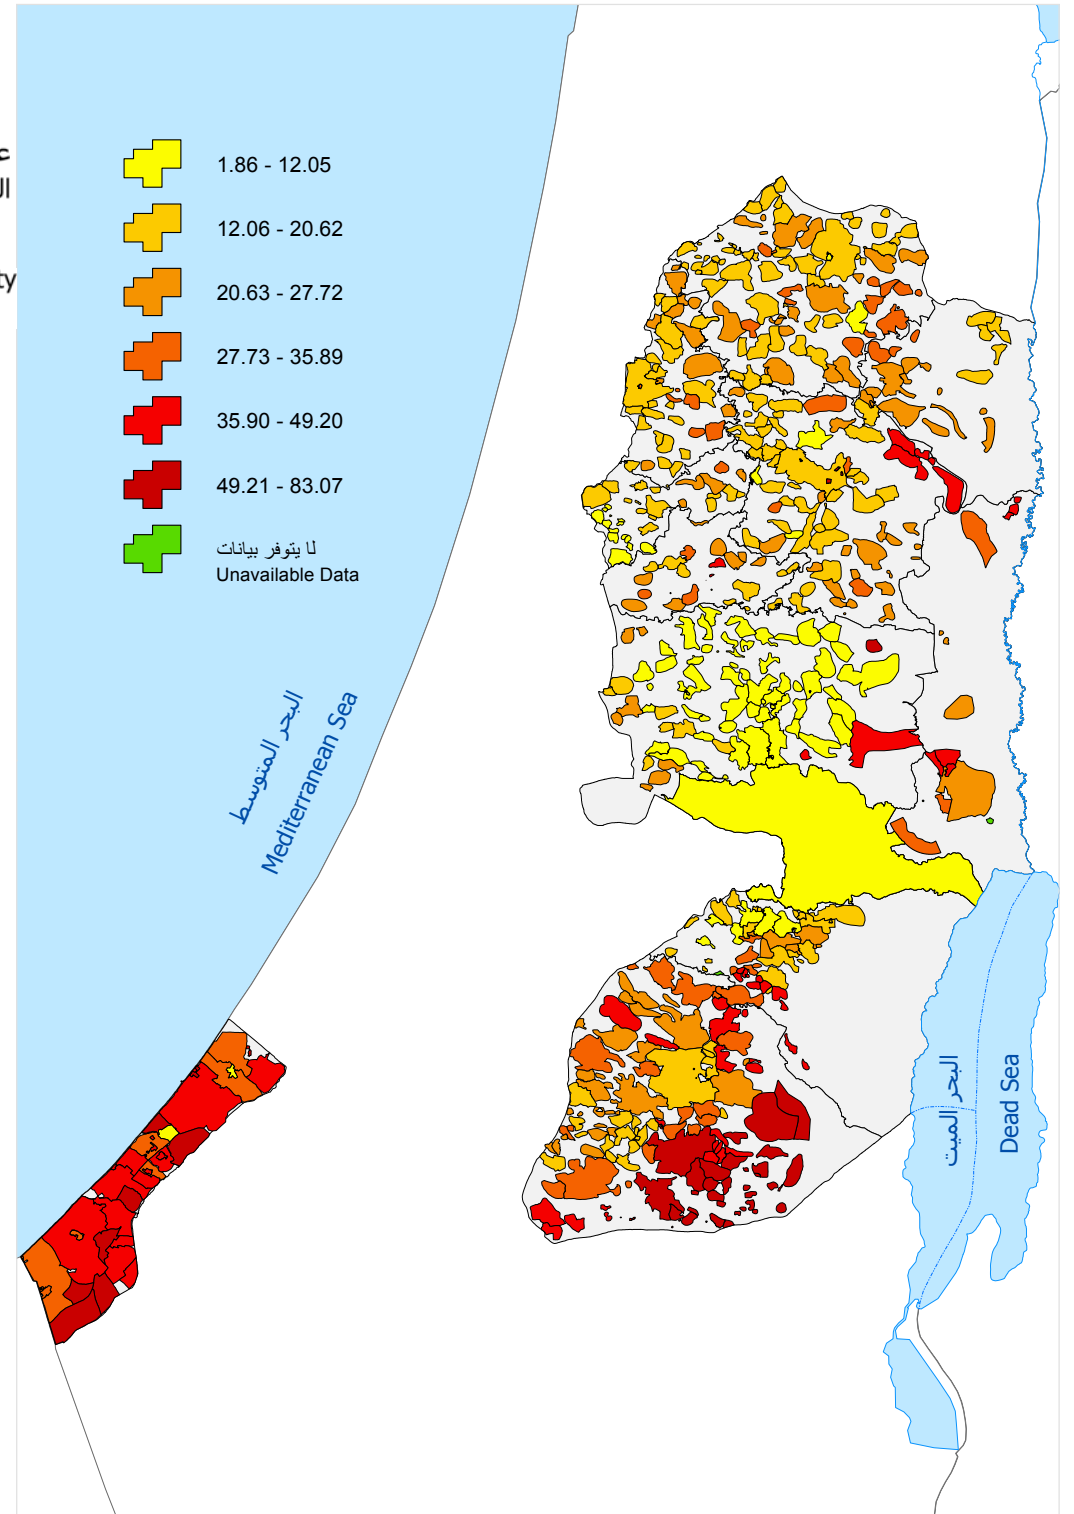 1.86 - 12.05
12.06 - 20.62
20.63 - 27.72
27.73 - 35.89
35.90 - 49.20
49.21 - 83.07
لا يتوفر بيانات
Unavailable Data
البحر المتوسط
Mediterranean Sea
البحر الميت
Dead Sea